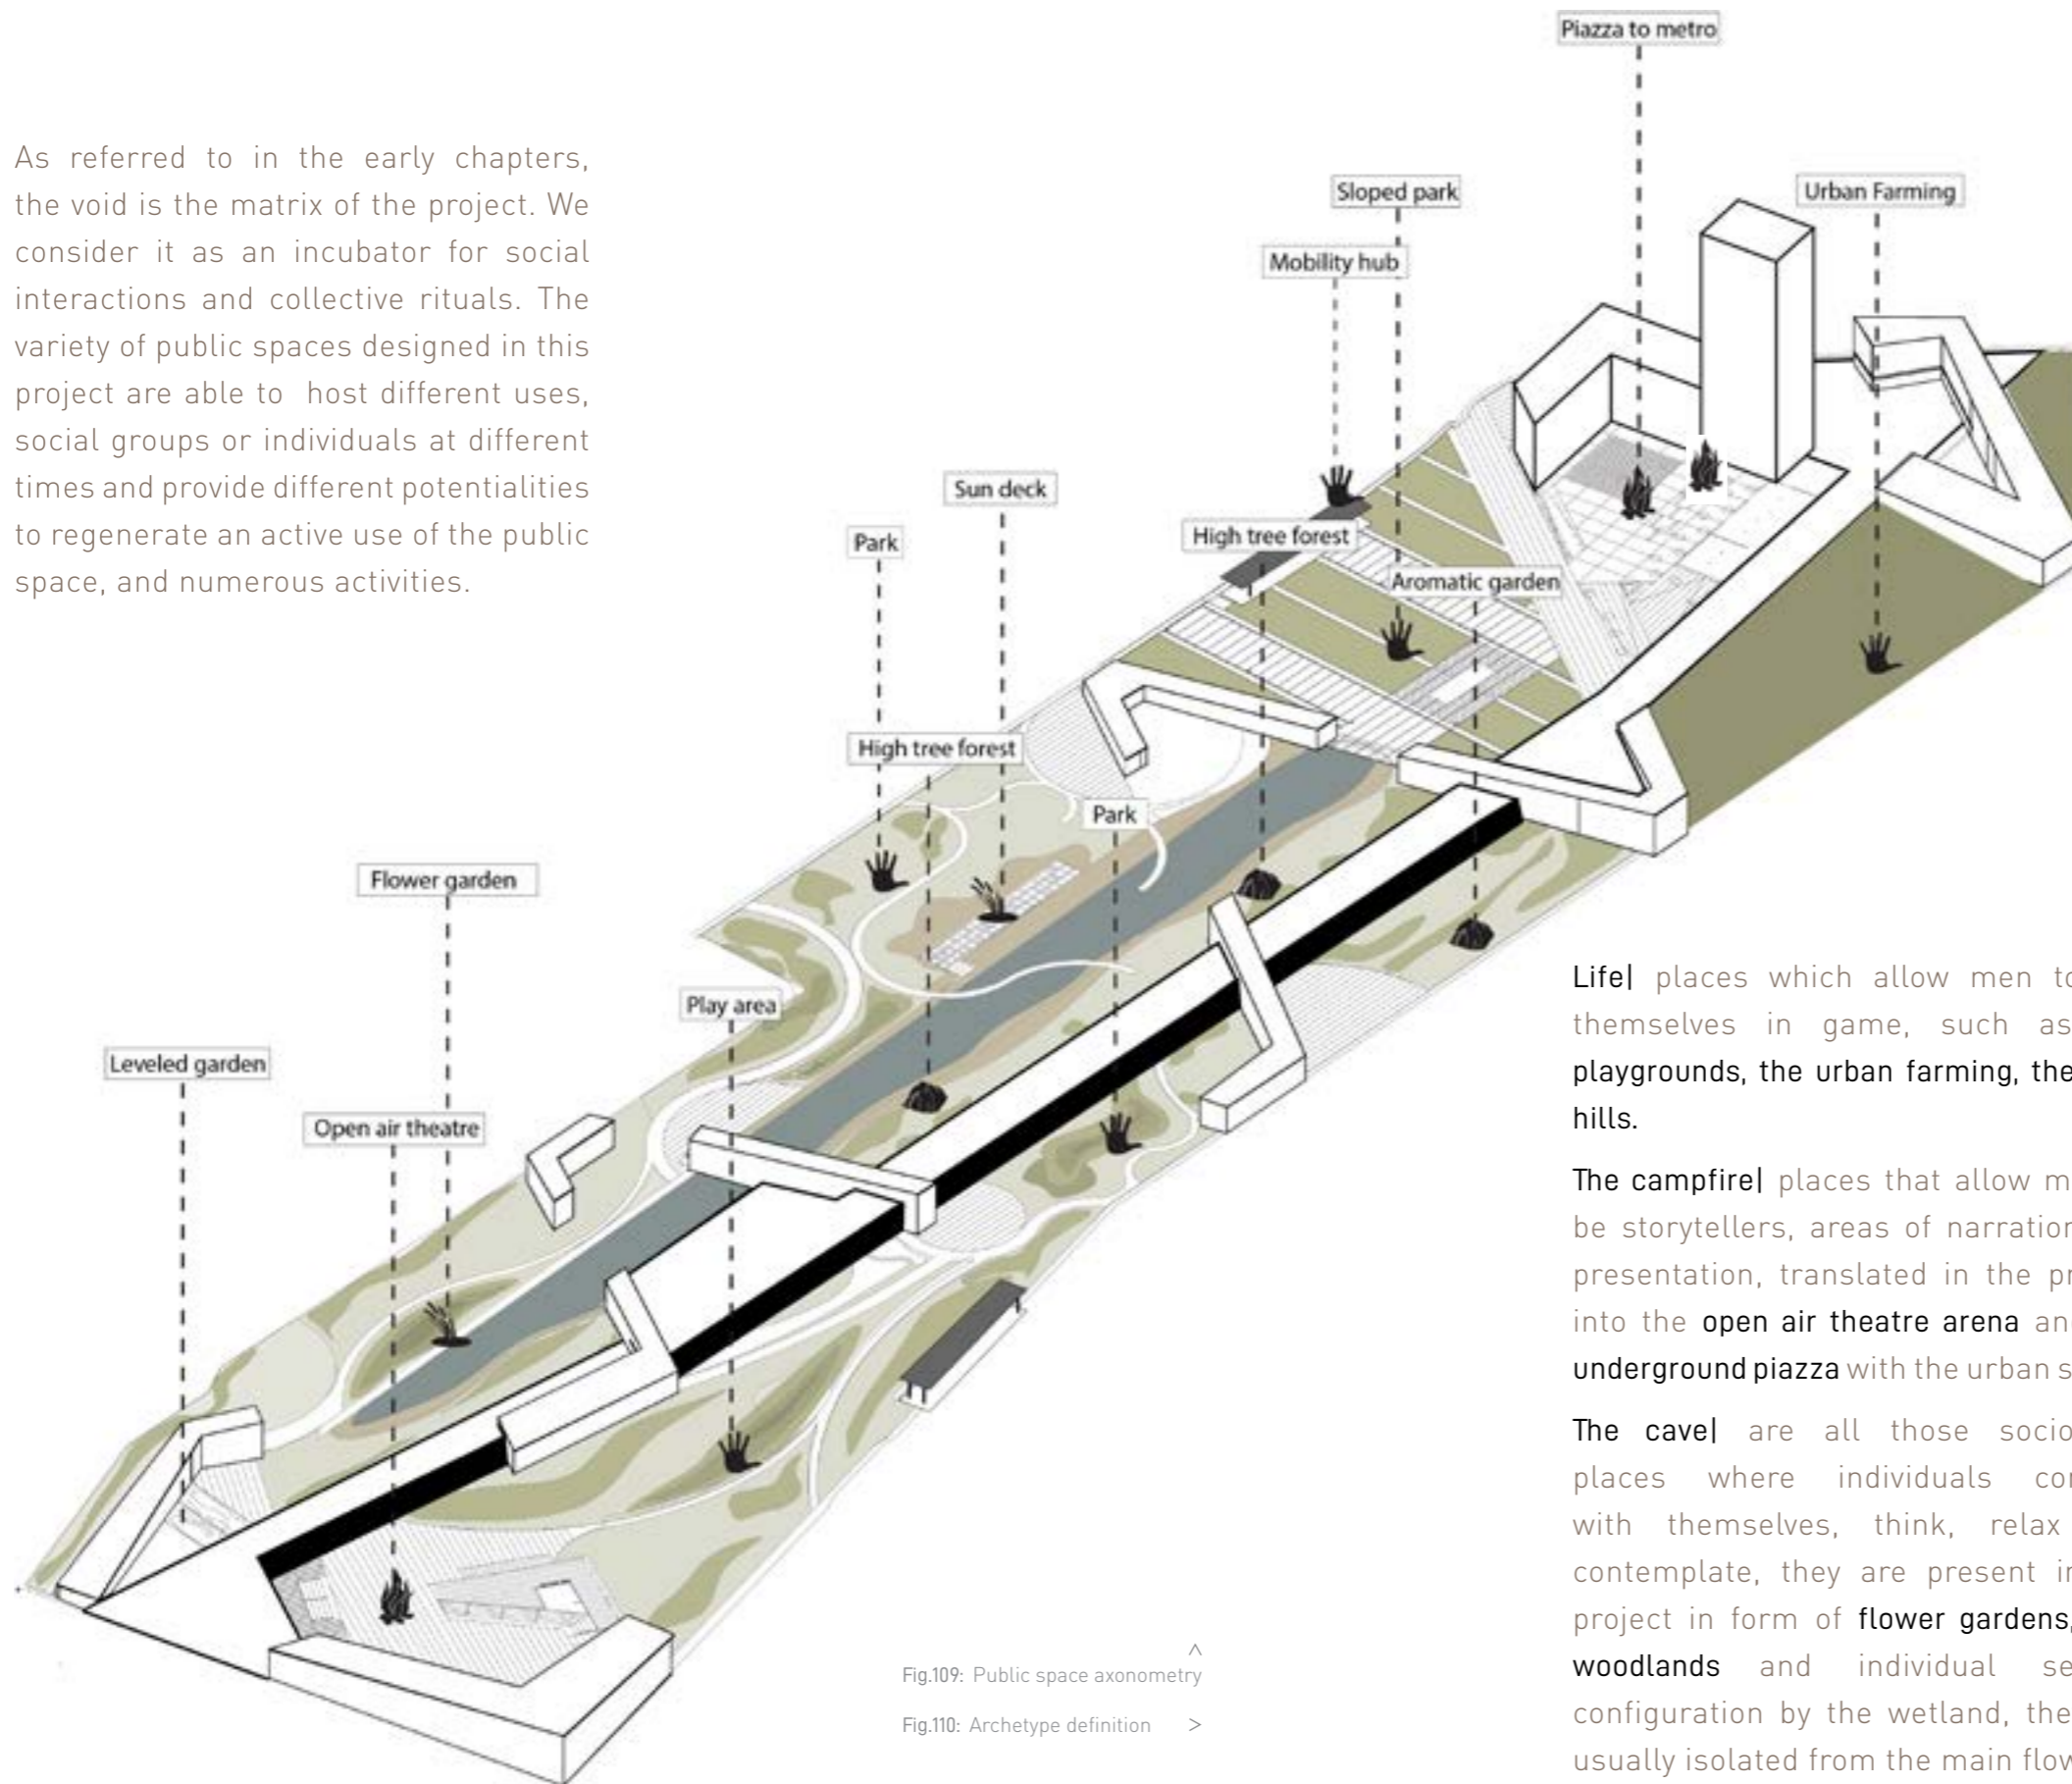 As referred to in the early chapters,
the void is the matrix of the project. We
consider it as an incubator for social
interactions and collective rituals. The
variety of public spaces designed in this
project are able to host different uses,
social groups or individuals at different
times and provide different potentialities
to regenerate an active use of the public
space, and numerous activities.
Piazza to metro
Sloped park
Urban Farming
Mobility hub
Sun deck
Park
High tree forest
Aromatic garden
High tree forest
Park
Flower garden
Play area
Leveled garden
Open air theatre
Life| places which allow men to
themselves in game, such as
playgrounds, the urban farming, the
hills.
The campfire| places that allow m
be storytellers, areas of narration
presentation, translated in the pr
into the open air theatre arena an
underground piazza with the urban s
The cave| are all those socio
places where individuals co
with themselves, think, relax
contemplate, they are present in
project in form of flower gardens,
woodlands and individual se
configuration by the wetland, the
usually isolated from the main flow
^
Fig.109: Public space axonometry
Fig.110: Archetype definition >